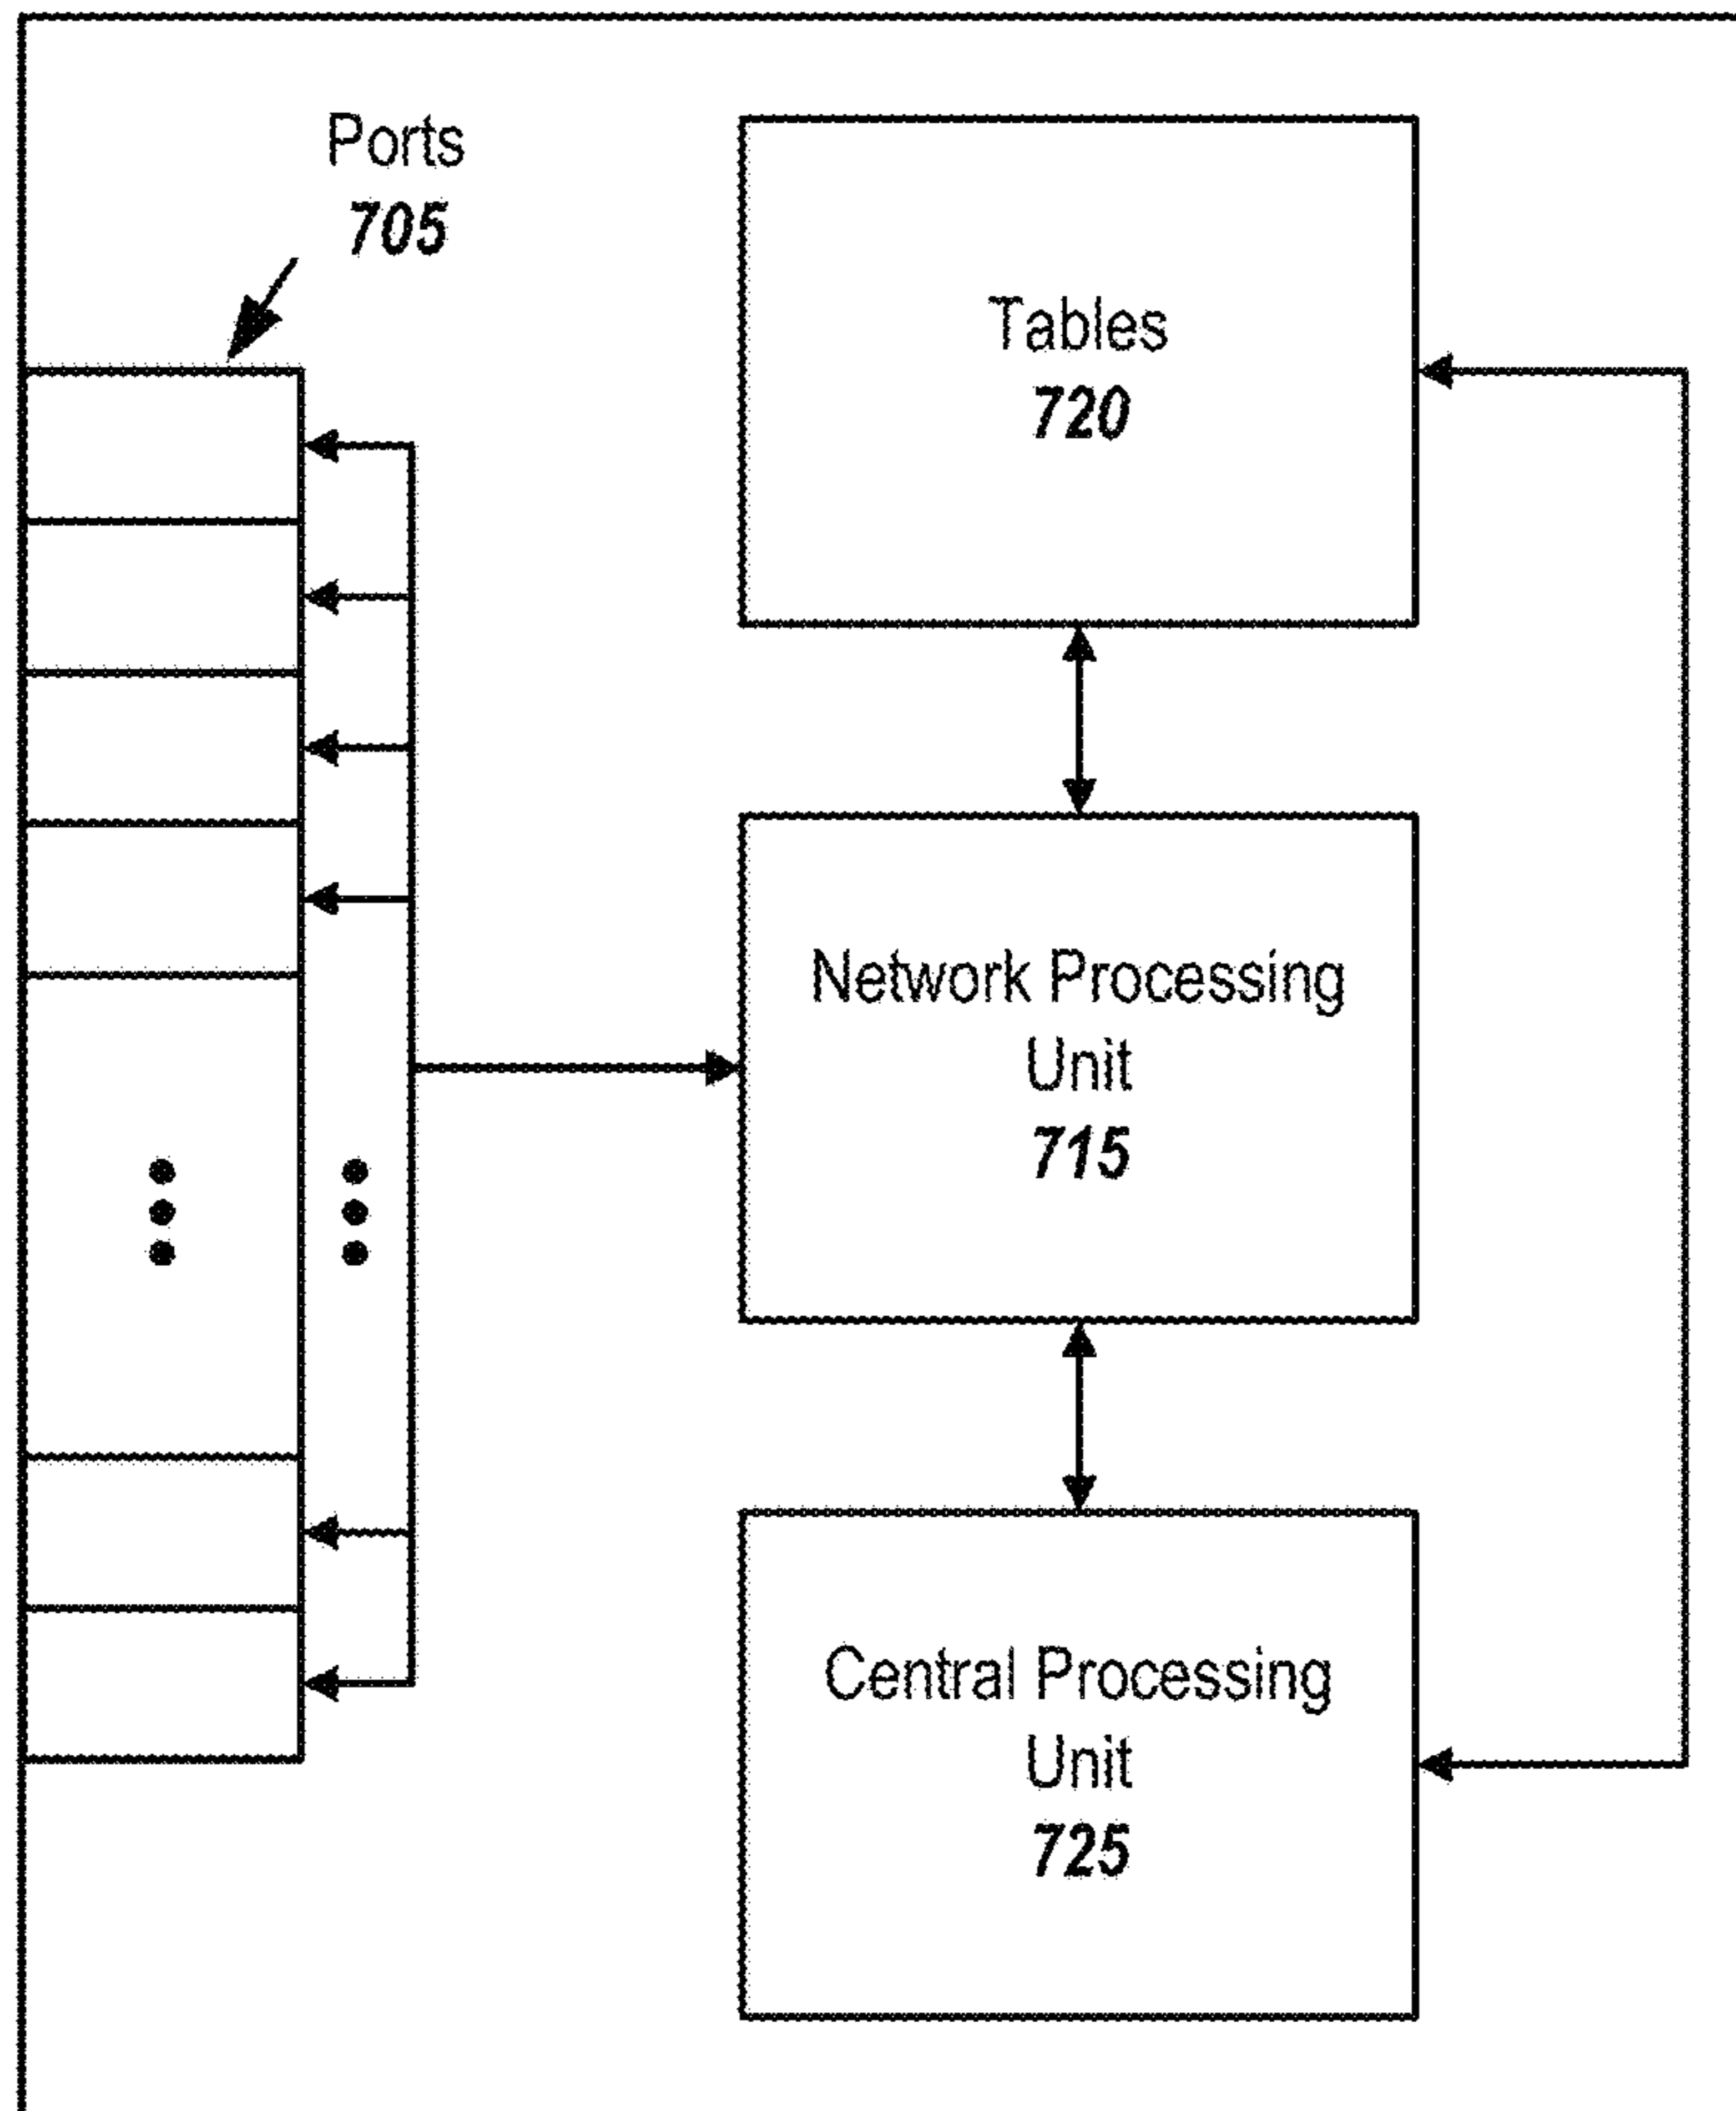 Ports
705
Tables
720
Network Processing
Unit
715
Central Processing
Unit
725